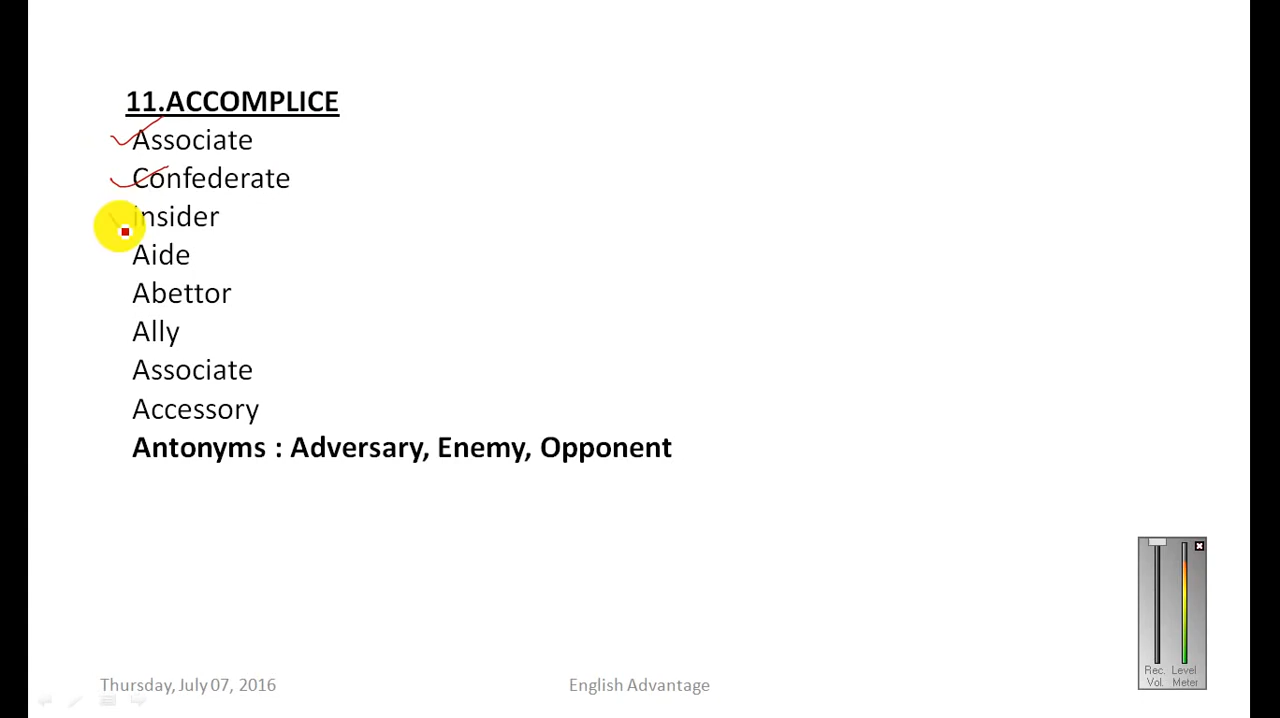 11.ACCOMPLICE
Associate
Confederate
insider
Aide
Abettor
Ally
Associate
Accessory
Antonyms : Adversary, Enemy, Opponent
Rec. Level
Vol. Meter
Thursday, July 07, 2016 English Advantage